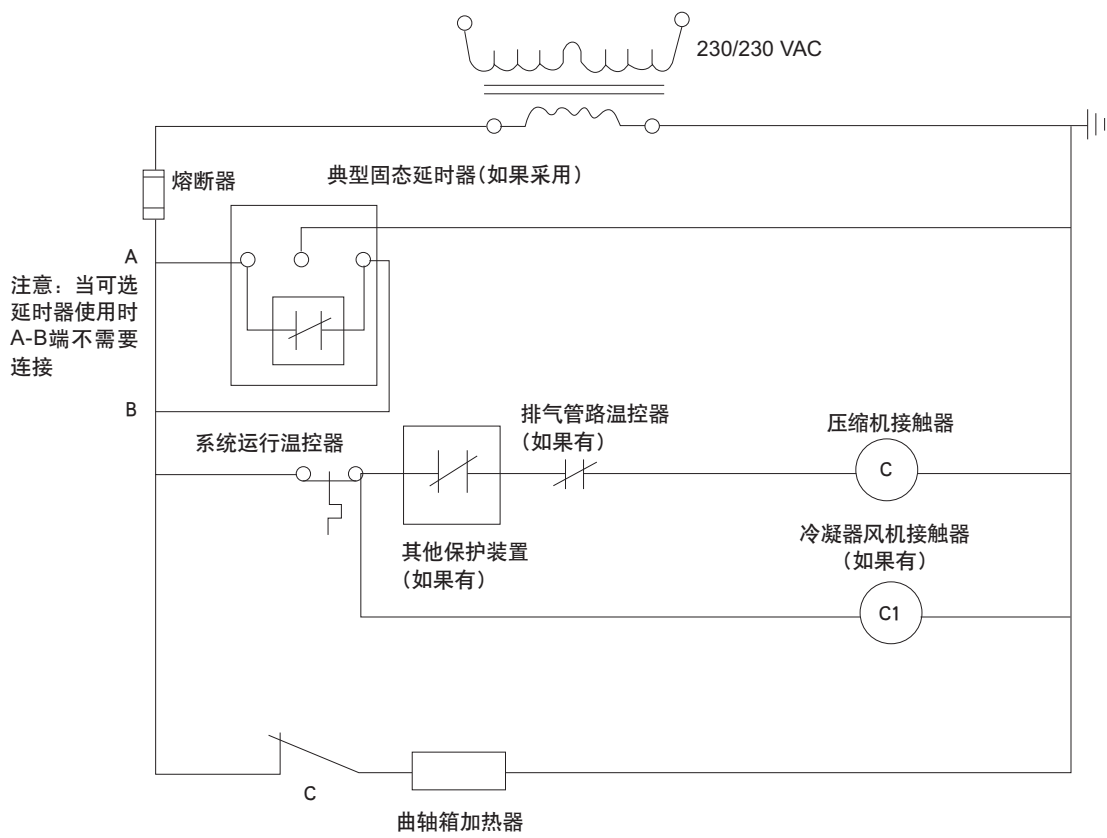 230/230 VAC
熔断器
典型固态延时器(如果采用)
A
注意：当可选
延时器使用时
A-B端不需要
连接
B
系统运行温控器
排气管路温控器
(如果有)
压缩机接触器
C
其他保护装置
(如果有)
冷凝器风机接触器
(如果有)
C1
C
曲轴箱加热器